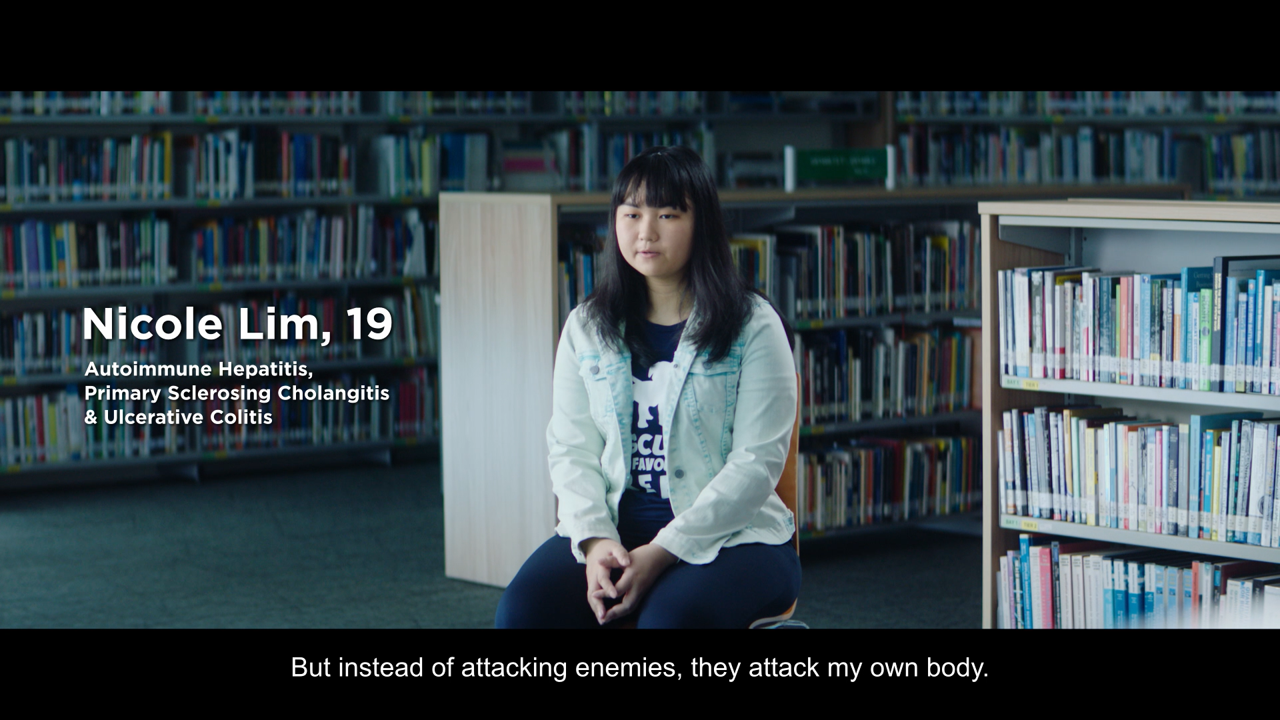 Nicole Lim, 19
Autoimmune Hepatitis,
Primary Sclerosing Cholangitis
& Ulcerative Colitis
But instead of attacking enemies, they attack my own body.